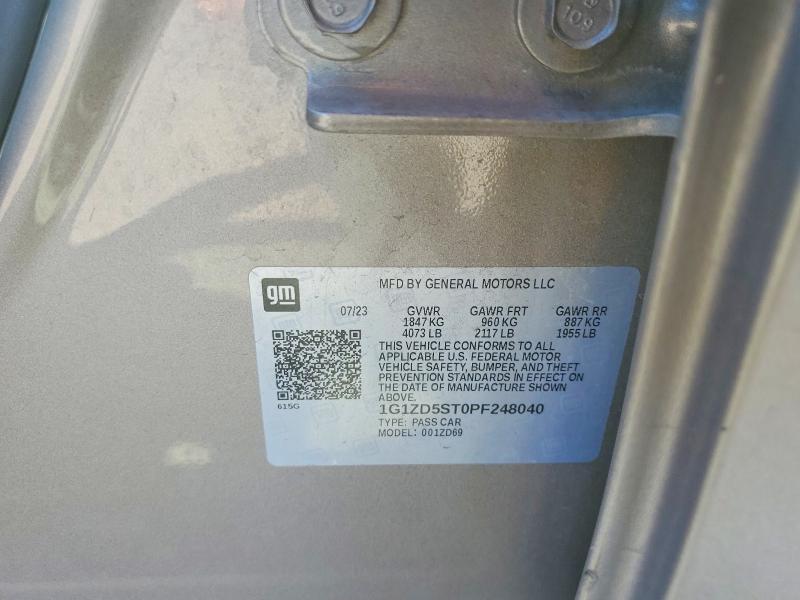 109
gm
MFD BY GENERAL MOTORS LLC
07/23 GVWR GAWR FRT GAWR RR
1847 KG 960 KG 887 KG
4073 LB 2117 LB 1955 LB
THIS VEHICLE CONFORMS TO ALL
APPLICABLE U.S. FEDERAL MOTOR
VEHICLE SAFETY, BUMPER, AND THEFT
PREVENTION STANDARDS IN EFFECT ON
THE DATE OF MANUFACTURE SHOWN
ABOVE.
615G
1G1ZD5ST0PF248040
TYPE: PASS CAR
MODEL: 001ZD69